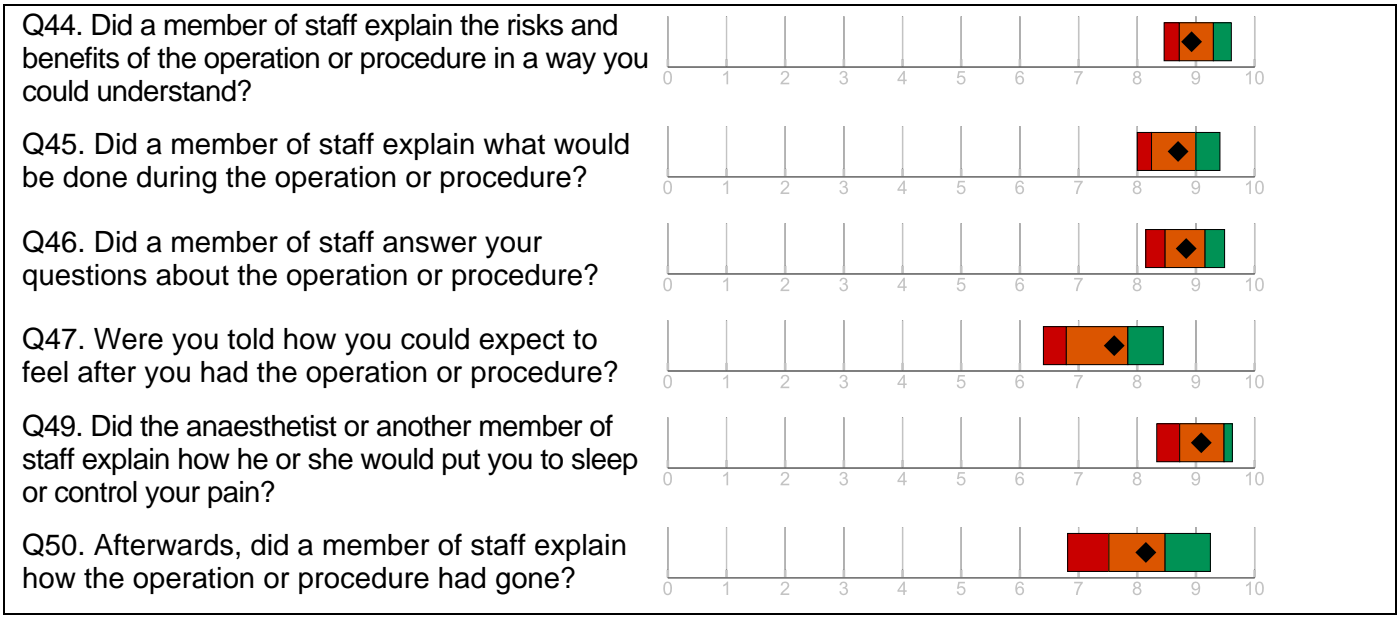 Q44. Did a member of staff explain the risks and
benefits of the operation or procedure in a way you
could understand?
0 1 2 3 4 5 6 7 8 9 10
Q45. Did a member of staff explain what would
be done during the operation or procedure?
0 1 2 3 4 5 6 7 8 9 10
Q46. Did a member of staff answer your
questions about the operation or procedure?
0 1 2 3 4 5 6 7 8 9 10
Q47. Were you told how you could expect to
feel after you had the operation or procedure?
0 1 2 3 4 5 6 7 8 9 10
Q49. Did the anaesthetist or another member of
staff explain how he or she would put you to sleep
or control your pain?
0 1 2 3 4 5 6 7 8 9 10
Q50. Afterwards, did a member of staff explain
how the operation or procedure had gone?
0 1 2 3 4 5 6 7 8 9 10